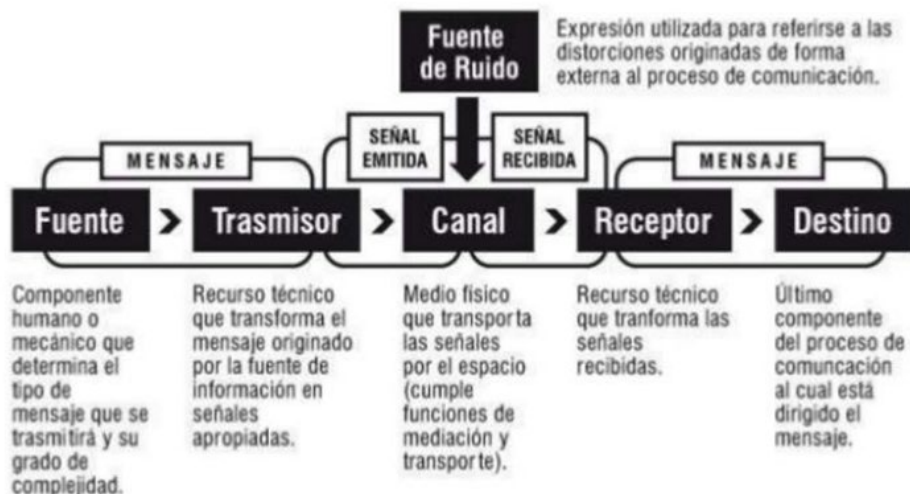 Fuente
de Ruido
Expresión utilizada para referirse a las
distorciones originadas de forma
externa al proceso de comunicación.
MENSAJE
SEÑAL
EMITIDA
SEÑAL
RECIBIDA
MENSAJE
Fuente
Trasmisor
Canal
Receptor
Destino
Componente
humano o
mecánico que
determina el
tipo de
mensaje que se
trasmitirá y su
grado de
complejidad.
Recurso técnico
que transforma el
mensaje originado
por la fuente de
información en
señales
apropiadas.
Medio físico
que transporta
las señales
por el espacio
(cumple
funciones de
mediación y
transporte).
Recurso técnico
que tranforma las
señales
recibidas.
Último
componente
del proceso de
comuncación
al cual está
dirigido el
mensaje.